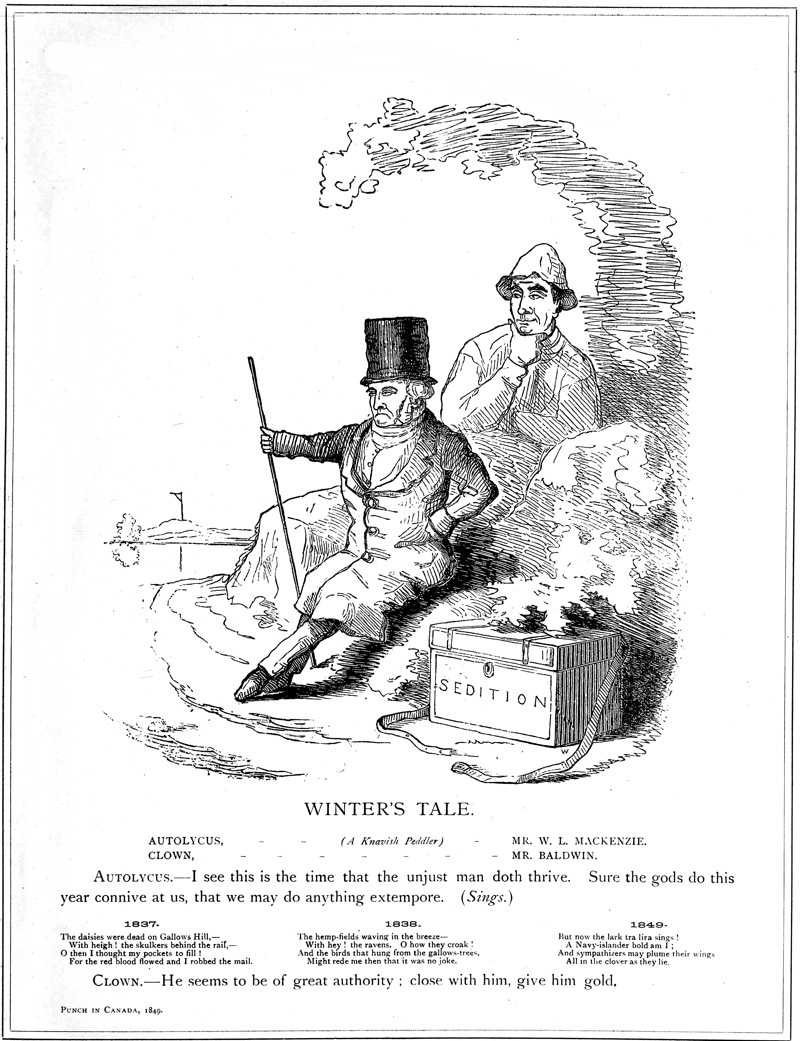 SEDITION
W
WINTER'S TALE.
AUTOLYCUS, - - (A Knavish Peddler) - MR. W. L. MACKENZIE.
CLOWN, - - - - - - - MR. BALDWIN.
AUTOLYCUS.—I see this is the time that the unjust man doth thrive. Sure the gods do this
year connive at us, that we may do anything extempore. (Sings.)
1837.
The daisies were dead on Gallows Hill,—
With heigh! the skulkers behind the rail,—
O then I thought my pockets to fill!
For the red blood flowed and I robbed the mail.
1838.
The hemp-fields waving in the breeze—
With hey! the ravens. O how they croak!
And the birds that hung from the gallows-trees,
Might rede me then that it was no joke.
1849.
But now the lark tra lira sings!
A Navy-islander bold am I;
And sympathizers may plume their wings
All in the clover as they lie.
CLOWN.—He seems to be of great authority; close with him, give him gold.
PUNCH IN CANADA, 1849.